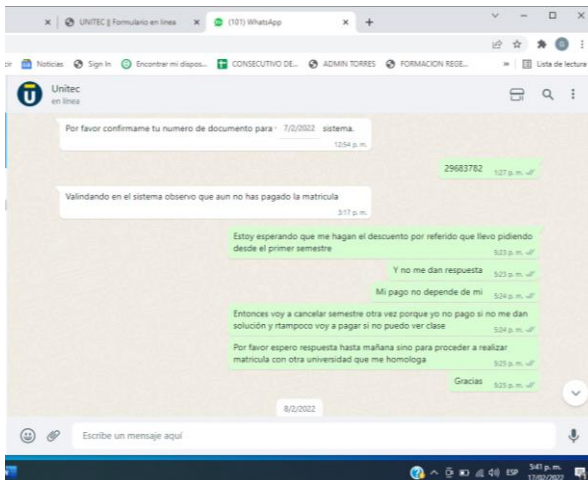 UNITEC || Formulario en linea
(101) WhatsApp
Noticias
Sign In
Encontrar mi dispos...
CONSECUTIVO DE...
ADMIN TORRES
FORMACION REGE...
Lista de lectura
Unitec
en línea
Por favor confirmame tu numero de documento para
7/2/2022
sistema.
12:54 p. m.
29683782
1:27 p. m.
Valindando en el sistema observo que aun no has pagado la matricula
3:17 p. m.
Estoy esperando que me hagan el descuento por referido que llevo pidiendo
desde el primer semestre
5:23 p. m.
Y no me dan respuesta
5:23 p. m.
Mi pago no depende de mi
5:24 p. m.
Entonces voy a cancelar semestre otra vez porque yo no pago si no me dan
solución y rtampoco voy a pagar si no puedo ver clase
5:24 p. m.
Por favor espero respuesta hasta mañana sino para proceder a realizar
matricula con otra universidad que me homologa
5:25 p. m.
Gracias
5:25 p. m.
8/2/2022
Escribe un mensaje aquí
ESP
5:41 p. m.
17/02/2022